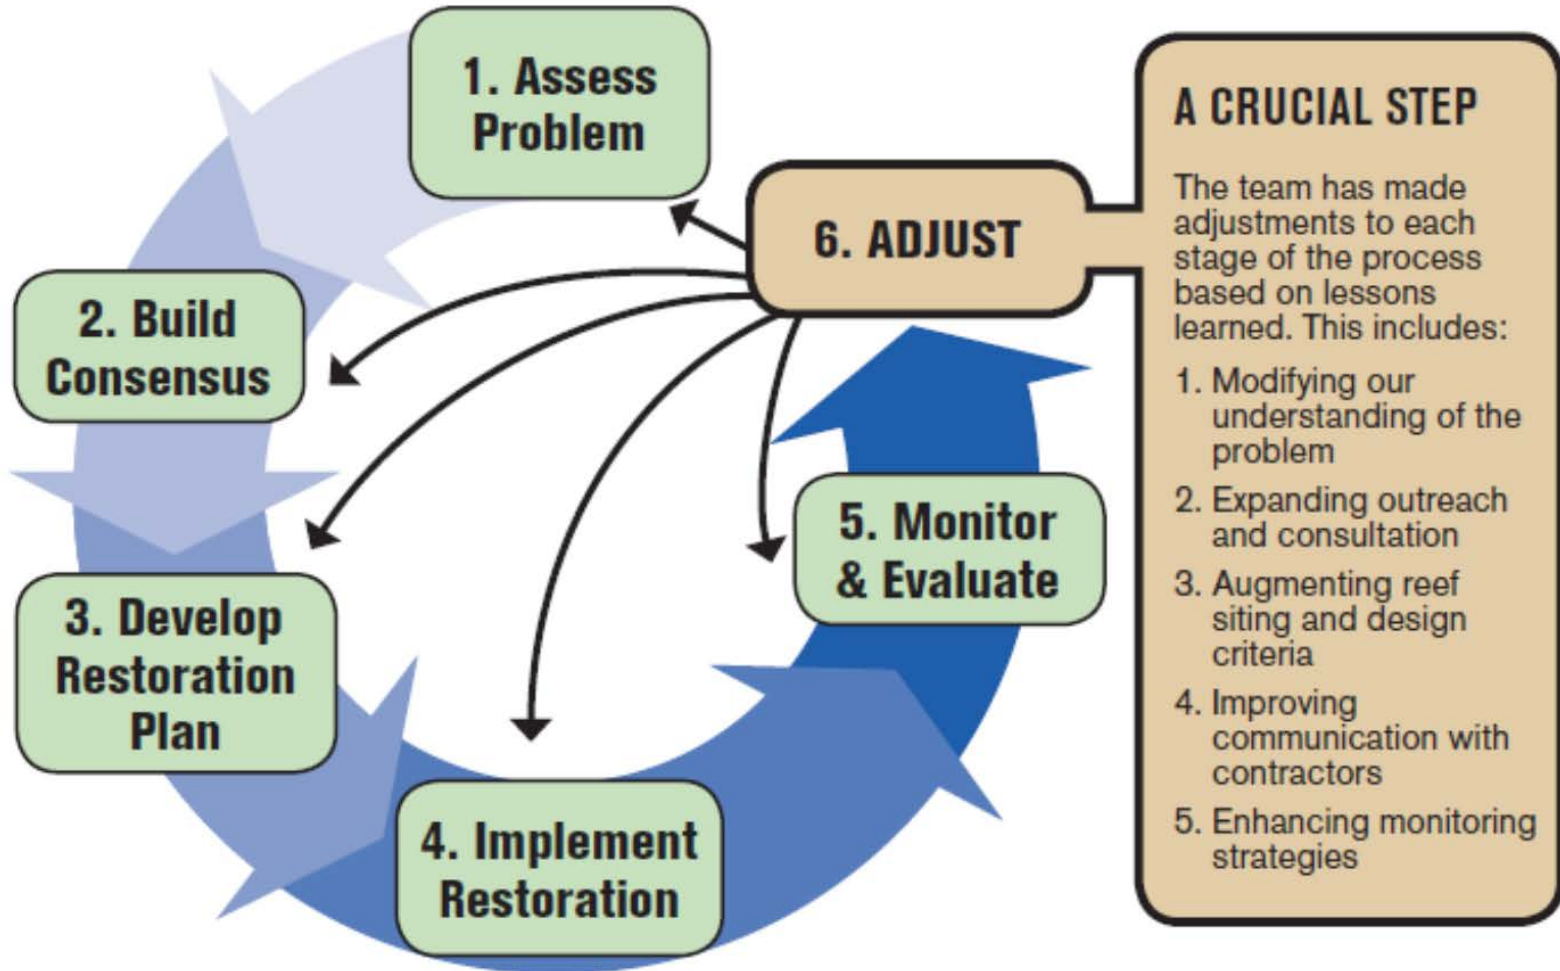 1. Assess
Problem
2. Build
Consensus
3. Develop
Restoration
Plan
4. Implement
Restoration
5. Monitor
& Evaluate
6. ADJUST
A CRUCIAL STEP
The team has made
adjustments to each
stage of the process
based on lessons
learned. This includes:
1. Modifying our
understanding of the
problem
2. Expanding outreach
and consultation
3. Augmenting reef
siting and design
criteria
4. Improving
communication with
contractors
5. Enhancing monitoring
strategies